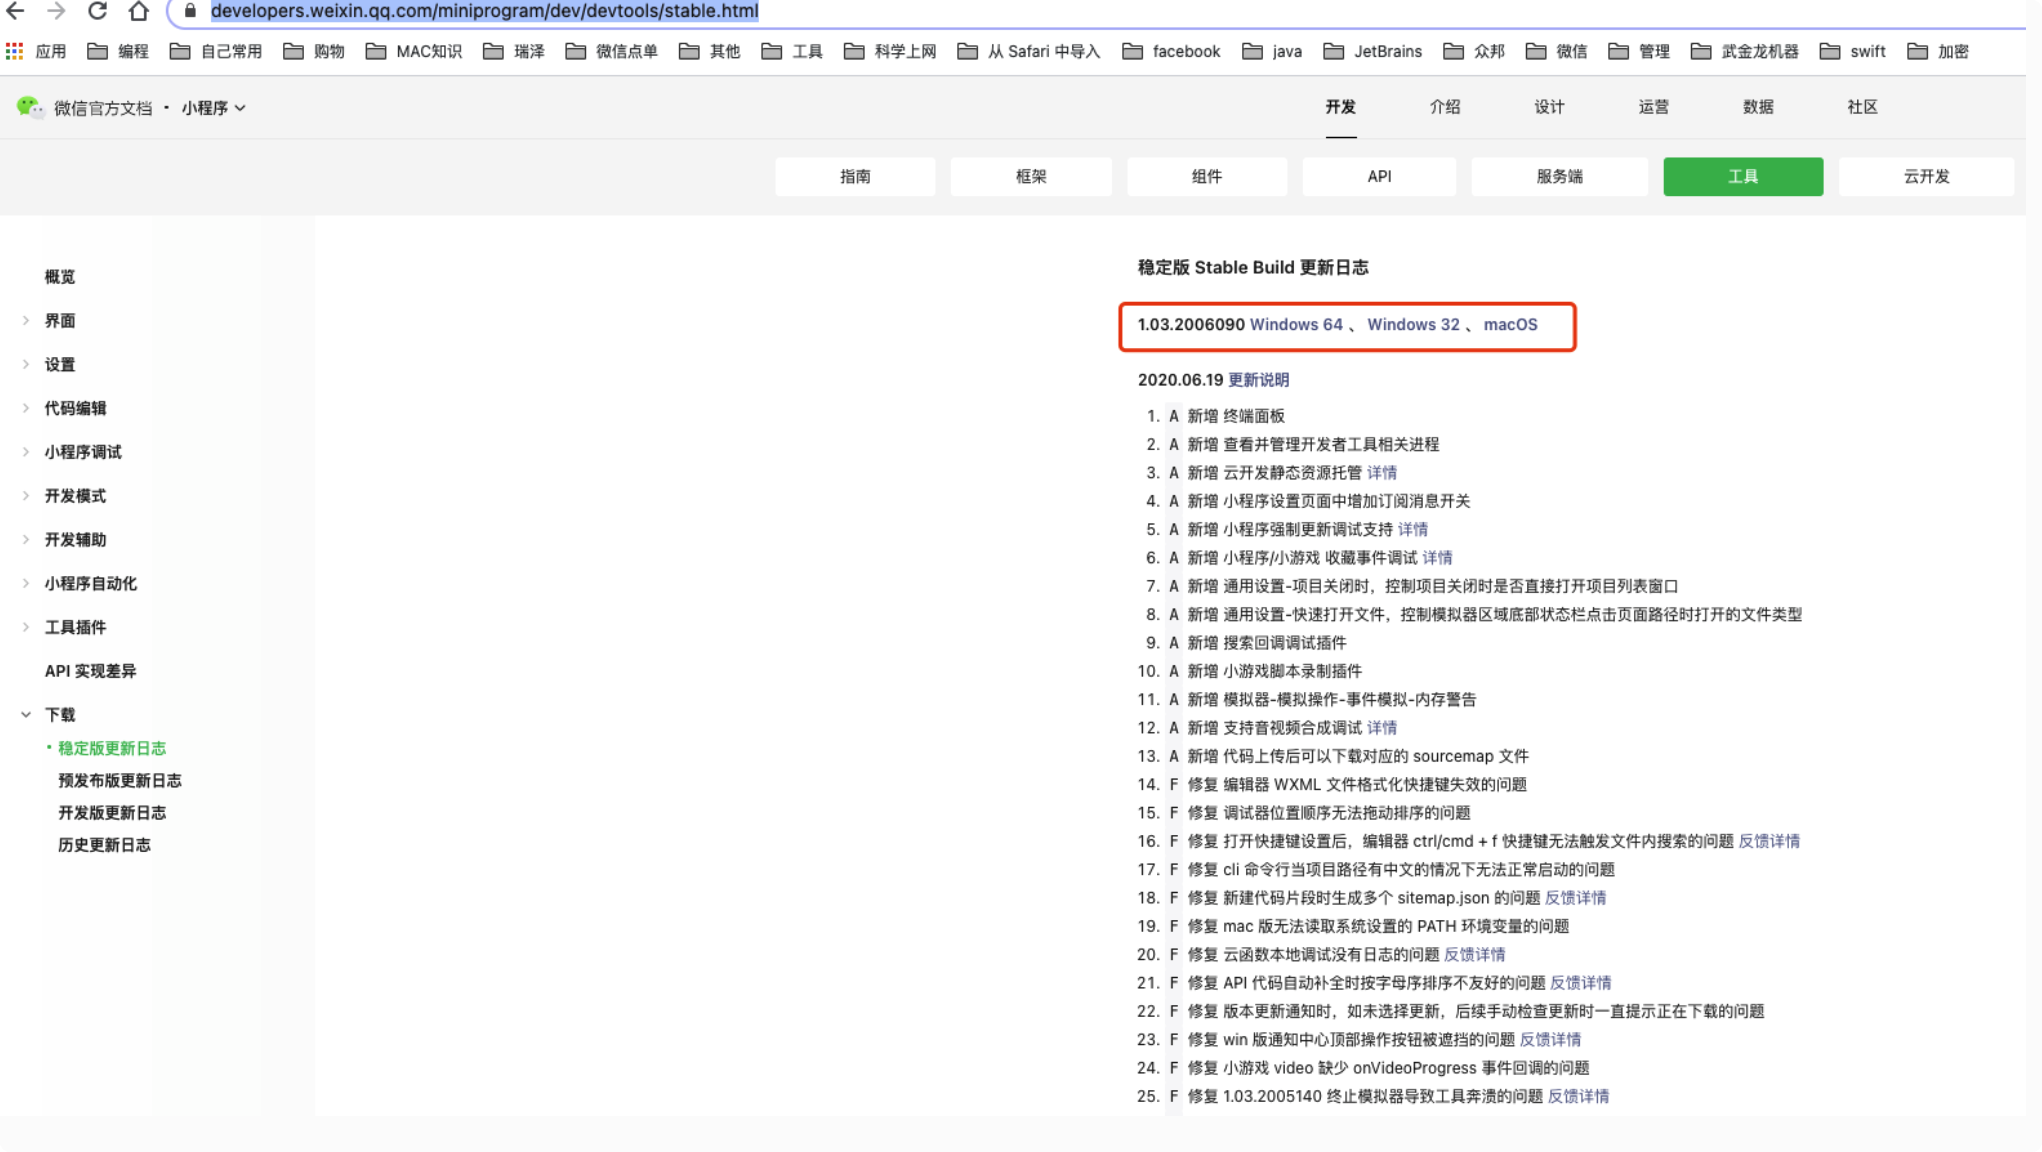 developers.weixin.qq.com/miniprogram/dev/devtools/stable.html
应用 编程 自己常用 购物 MAC知识 瑞泽 微信点单 其他 工具 科学上网 从 Safari 中导入 facebook java JetBrains 众邦 微信 管理 武金龙机器 swift 加密
微信官方文档 · 小程序
开发 介绍 设计 运营 数据 社区
指南 框架 组件 API 服务端 工具 云开发
概览
界面
设置
代码编辑
小程序调试
开发模式
开发辅助
小程序自动化
工具插件
API 实现差异
下载
稳定版更新日志
预发布版更新日志
开发版更新日志
历史更新日志
稳定版 Stable Build 更新日志
1.03.2006090 Windows 64 、 Windows 32 、 macOS
2020.06.19 更新说明
1. A 新增 终端面板
2. A 新增 查看并管理开发者工具相关进程
3. A 新增 云开发静态资源托管 详情
4. A 新增 小程序设置页面中增加订阅消息开关
5. A 新增 小程序强制更新调试支持 详情
6. A 新增 小程序/小游戏 收藏事件调试 详情
7. A 新增 通用设置-项目关闭时，控制项目关闭时是否直接打开项目列表窗口
8. A 新增 通用设置-快速打开文件，控制模拟器区域底部状态栏点击页面路径时打开的文件类型
9. A 新增 搜索回调调试插件
10. A 新增 小游戏脚本录制插件
11. A 新增 模拟器-模拟操作-事件模拟-内存警告
12. A 新增 支持音视频合成调试 详情
13. A 新增 代码上传后可以下载对应的 sourcemap 文件
14. F 修复 编辑器 WXML 文件格式化快捷键失效的问题
15. F 修复 调试器位置顺序无法拖动排序的问题
16. F 修复 打开快捷键设置后，编辑器 ctrl/cmd + f 快捷键无法触发文件内搜索的问题 反馈详情
17. F 修复 cli 命令行当项目路径有中文的情况下无法正常启动的问题
18. F 修复 新建代码片段时生成多个 sitemap.json 的问题 反馈详情
19. F 修复 mac 版无法读取系统设置的 PATH 环境变量的问题
20. F 修复 云函数本地调试没有日志的问题 反馈详情
21. F 修复 API 代码自动补全时按字母序排序不友好的问题 反馈详情
22. F 修复 版本更新通知时，如未选择更新，后续手动检查更新时一直提示正在下载的问题
23. F 修复 win 版通知中心顶部操作按钮被遮挡的问题 反馈详情
24. F 修复 小游戏 video 缺少 onVideoProgress 事件回调的问题
25. F 修复 1.03.2005140 终止模拟器导致工具奔溃的问题 反馈详情